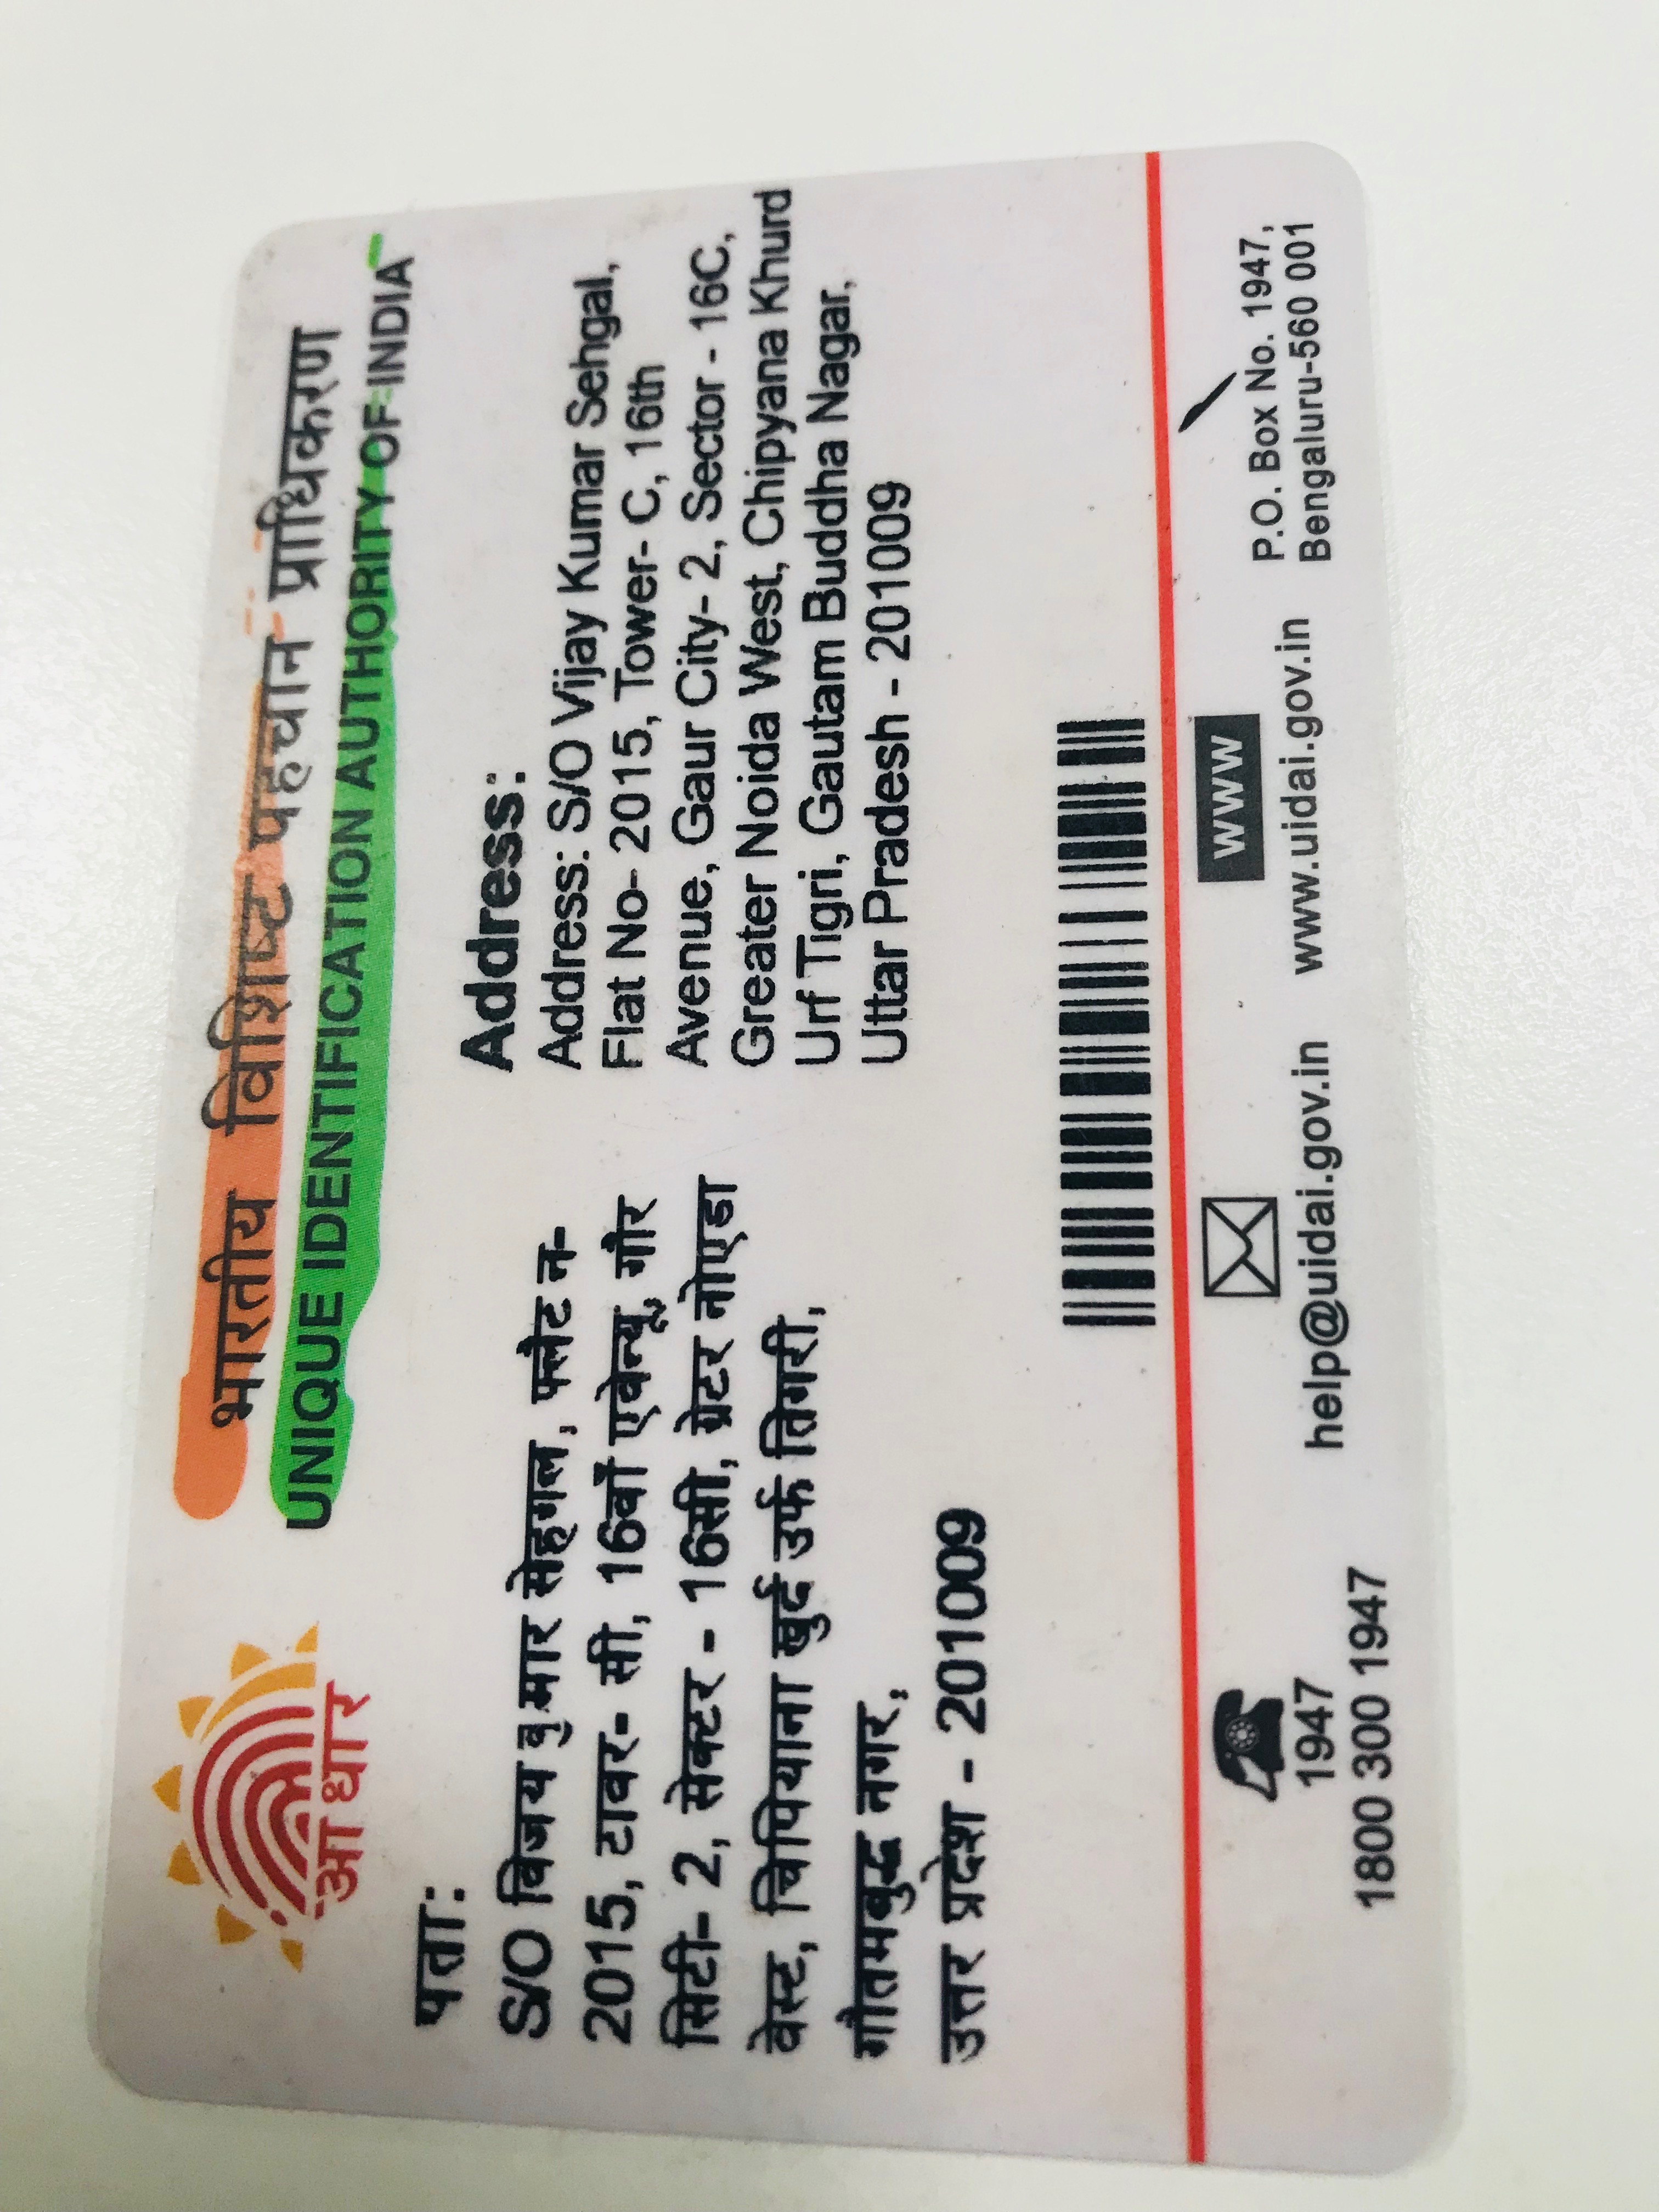 भारतीय विशिष्ट पहचान प्राधिकरण
UNIQUE IDENTIFICATION AUTHORITY OF INDIA
आधार
पता:
S/O विजय कुमार सेहगल, फ्लैट न-
2015, टावर- सी, 16वाँ एवेन्यू, गौर
सिटी- 2, सेक्टर - 16सी, ग्रेटर नोएडा
वेस्ट, चिपियाना खुर्द उर्फ तिगरी,
गौतमबुद्ध नगर,
उत्तर प्रदेश - 201009
Address:
Address: S/O Vijay Kumar Sehgal,
Flat No- 2015, Tower- C, 16th
Avenue, Gaur City- 2, Sector - 16C,
Greater Noida West, Chipyana Khurd
Urf Tigri, Gautam Buddha Nagar,
Uttar Pradesh - 201009
1947
1800 300 1947
help@uidai.gov.in
WWW
www.uidai.gov.in
P.O. Box No. 1947,
Bengaluru-560 001